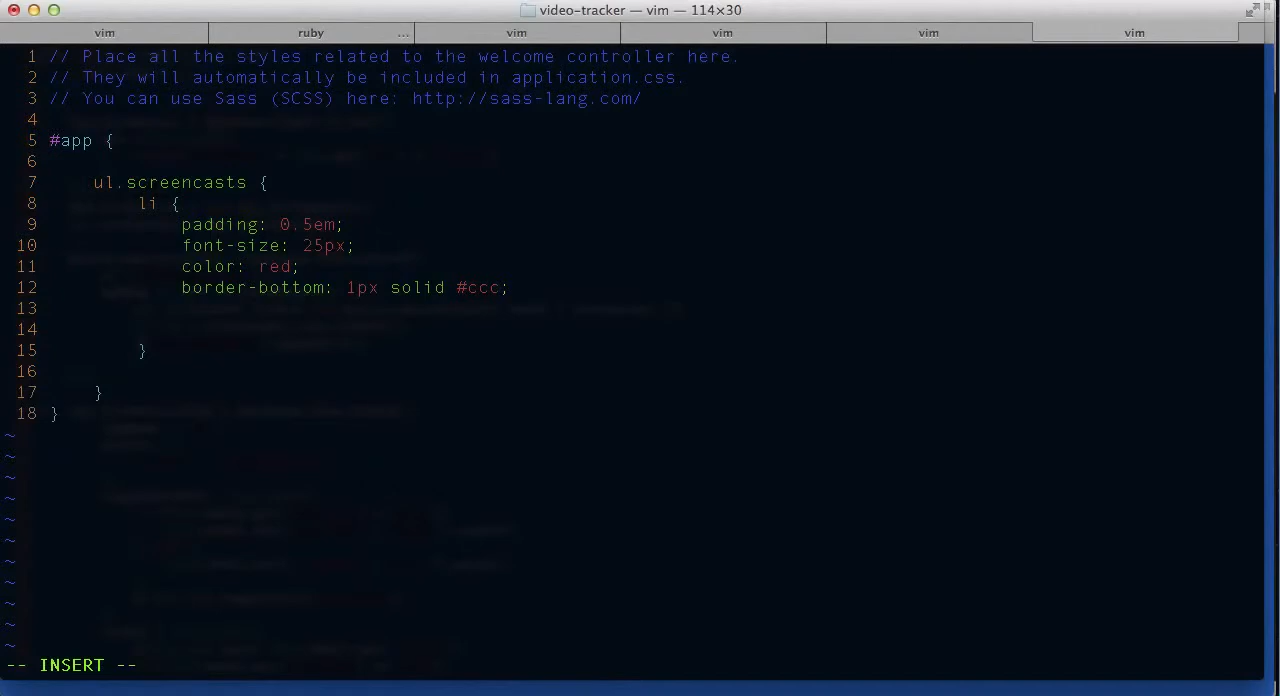 video-tracker — vim — 114×30
vim ruby ... vim vim vim vim
1 // Place all the styles related to the welcome controller here.
2 // They will automatically be included in application.css.
3 // You can use Sass (SCSS) here: http://sass-lang.com/
4
5 #app {
6
7     ul.screencasts {
8         li {
9             padding: 0.5em;
10             font-size: 25px;
11             color: red;
12             border-bottom: 1px solid #ccc;
13
14
15         }
16
17     }
18 }
~
~
~
~
~
~
~
~
~
~
~
-- INSERT --